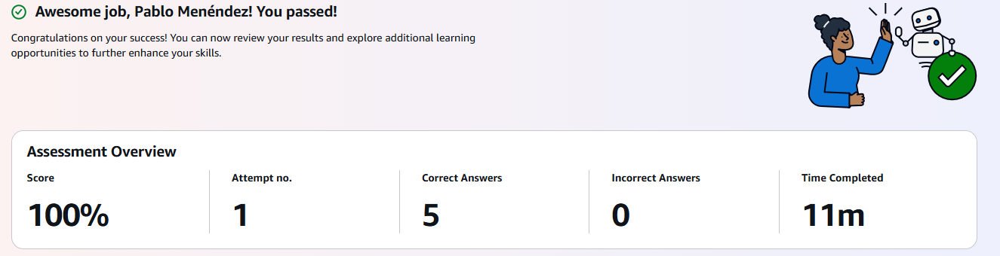 Awesome job, Pablo Menéndez! You passed!
Congratulations on your success! You can now review your results and explore additional learning
opportunities to further enhance your skills.
Assessment Overview
Score
100%
Attempt no.
1
Correct Answers
5
Incorrect Answers
0
Time Completed
11m